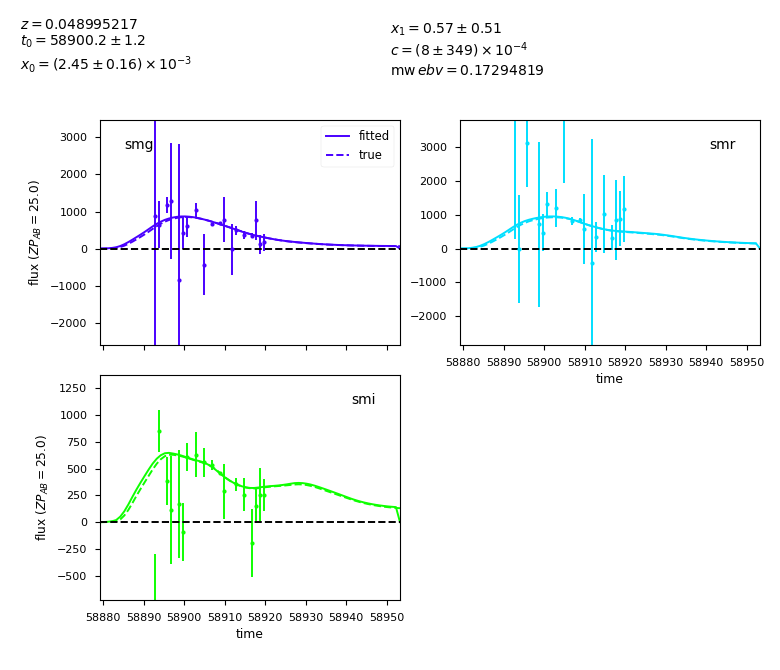 z = 0.048995217
t₀ = 58900.2 ± 1.2
x₀ = (2.45 ± 0.16) × 10⁻³
x₁ = 0.57 ± 0.51
c = (8 ± 349) × 10⁻⁴
mw ebv = 0.17294819
3000
2000
1000
0
−1000
−2000
flux (ZP_AB = 25.0)
smg
fitted
true
3000
2000
1000
0
−1000
−2000
smr
58880 58890 58900 58910 58920 58930 58940 58950
time
1250
1000
750
500
250
0
−250
−500
flux (ZP_AB = 25.0)
smi
58880 58890 58900 58910 58920 58930 58940 58950
time